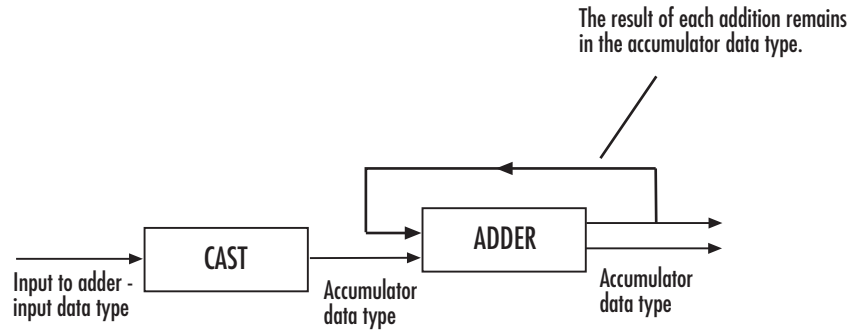 The result of each addition remains
in the accumulator data type.
CAST
ADDER
Input to adder -
input data type
Accumulator
data type
Accumulator
data type